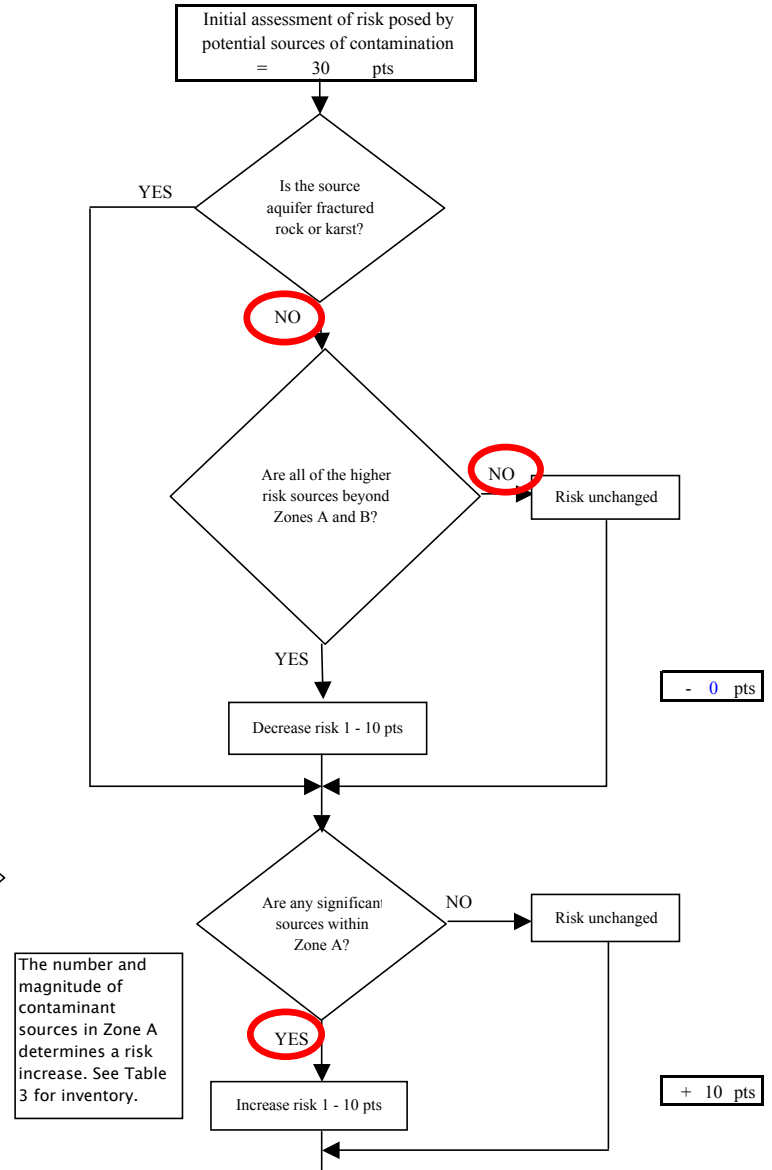 Initial assessment of risk posed by
potential sources of contamination
= 30 pts
YES
Is the source
aquifer fractured
rock or karst?
NO
Are all of the higher
risk sources beyond
Zones A and B?
NO
Risk unchanged
YES
- 0 pts
Decrease risk 1 - 10 pts
Are any significant
sources within
Zone A?
NO
Risk unchanged
The number and
magnitude of
contaminant
sources in Zone A
determines a risk
increase. See Table
3 for inventory.
YES
Increase risk 1 - 10 pts
+ 10 pts